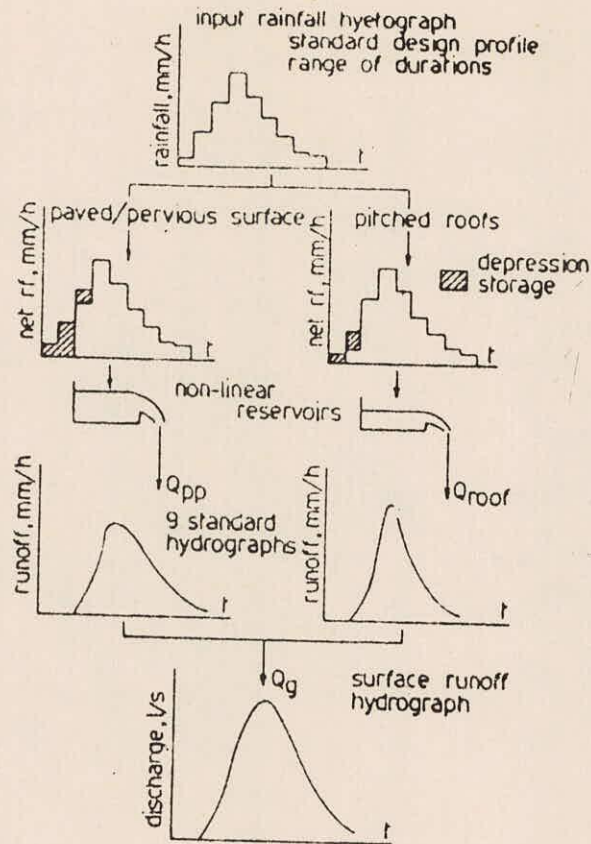 input rainfall hyetograph
standard design profile
range of durations
rainfall, mm/h
t
paved/pervious surface
pitched roofs
net rf, mm/h
t
net rf, mm/h
t
depression
storage
non-linear
reservoirs
Qpp
9 standard
hydrographs
Qroof
runoff, mm/h
t
runoff, mm/h
t
Qg
surface runoff
hydrograph
discharge, l/s
t